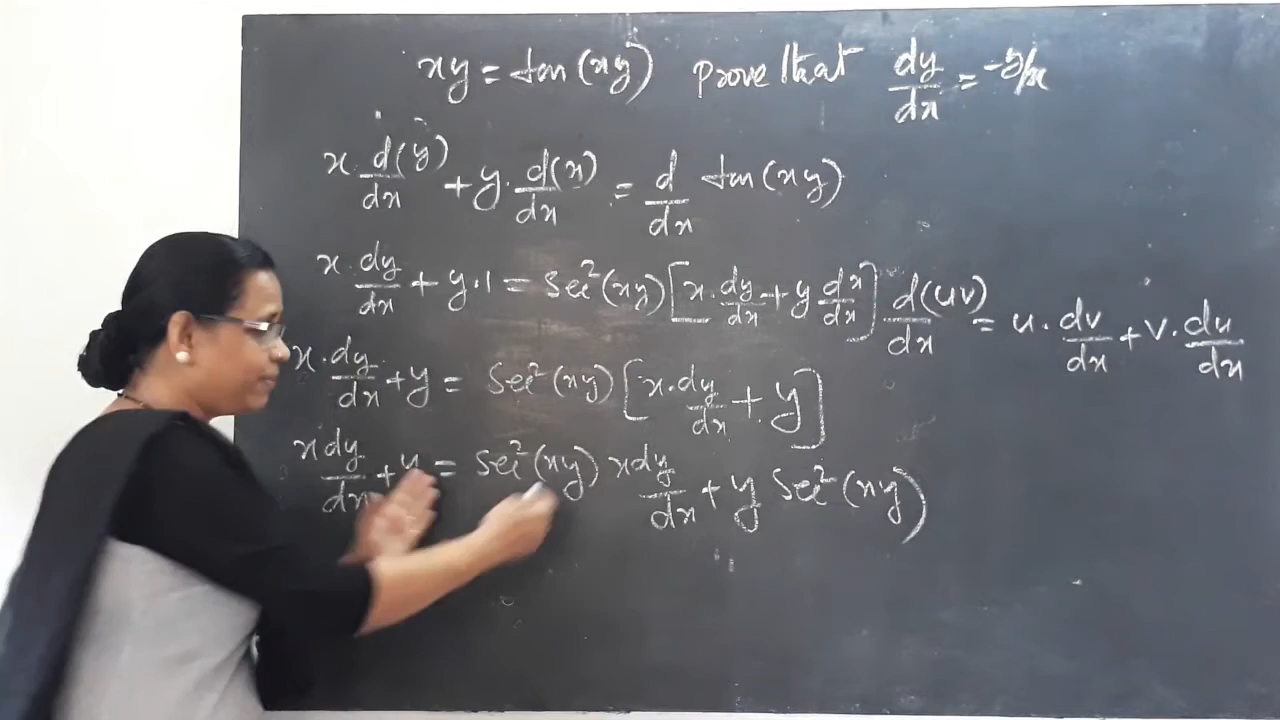 xy = tan(xy) prove that dy/dx = -y/x
x. d(y)/dx + y. d(x)/dx = d/dx tan(xy)
x. dy/dx + y.1 = Sec²(xy)[x. dy/dx + y dx/dx]
d(uv)/dx = u. dv/dx + v. du/dx
x. dy/dx + y = Sec²(xy)[x. dy/dx + y]
x dy/dx + y = Sec²(xy) x dy/dx + y Sec²(xy)